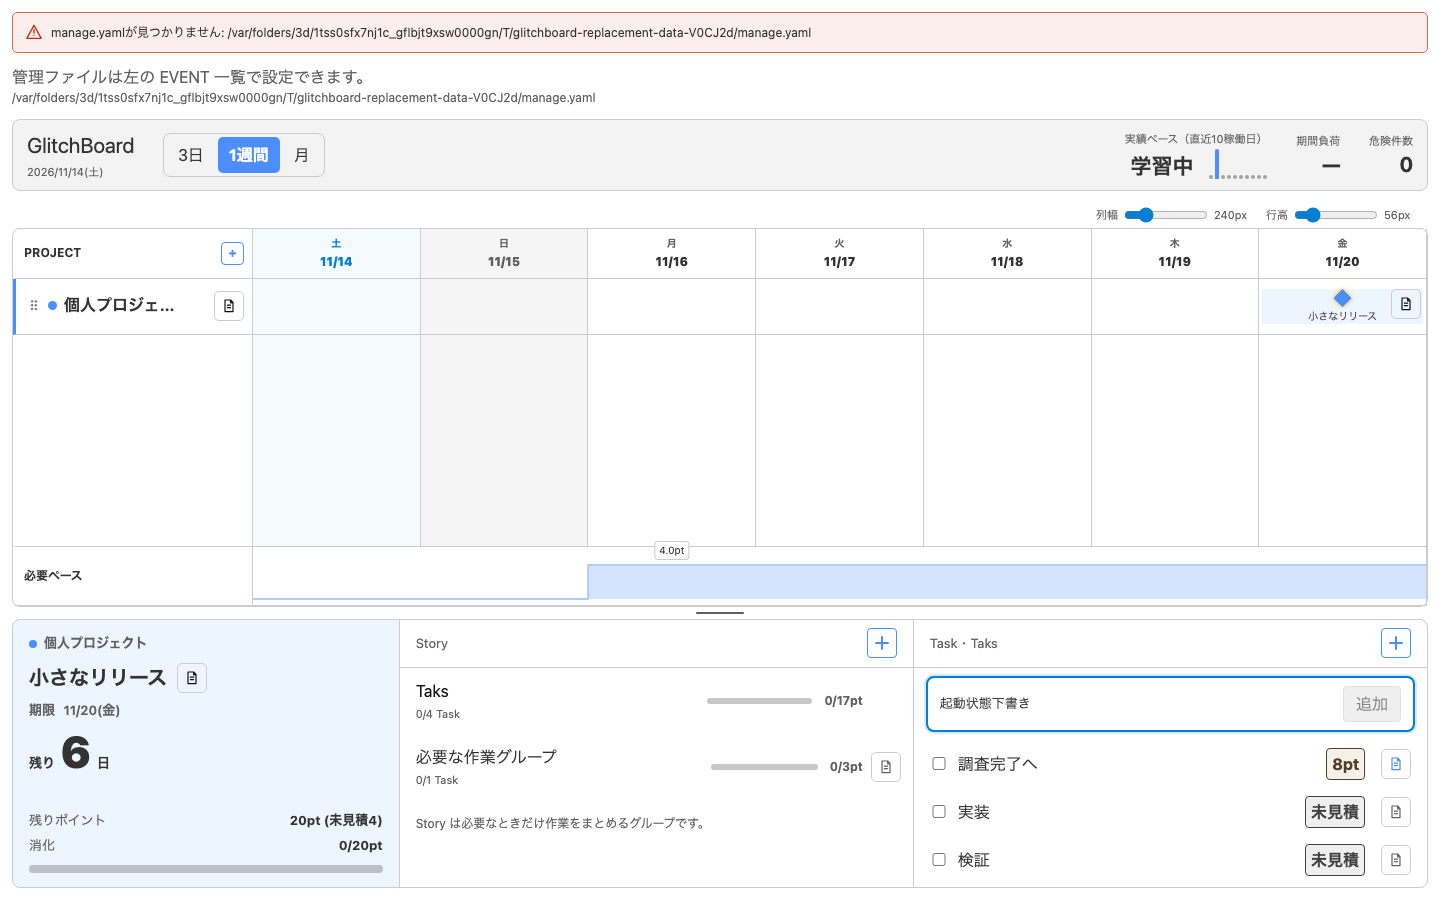 manage.yamlが見つかりません: /var/folders/3d/1tss0sfx7nj1c_gflbjt9xsw0000gn/T/glitchboard-replacement-data-V0CJ2d/manage.yaml
管理ファイルは左の EVENT 一覧で設定できます。
/var/folders/3d/1tss0sfx7nj1c_gflbjt9xsw0000gn/T/glitchboard-replacement-data-V0CJ2d/manage.yaml
GlitchBoard
2026/11/14(土)
3日 1週間 月
実績ペース（直近10稼働日） 期間負荷 危険件数
学習中 — 0
列幅 240px 行高 56px
PROJECT +
土 日 月 火 水 木 金
11/14 11/15 11/16 11/17 11/18 11/19 11/20
個人プロジェ...
小さなリリース
4.0pt
必要ペース
個人プロジェクト
小さなリリース
期限 11/20(金)
残り 6 日
残りポイント 20pt (未見積4)
消化 0/20pt
Story +
Taks 0/17pt
0/4 Task
必要な作業グループ 0/3pt
0/1 Task
Story は必要なときだけ作業をまとめるグループです。
Task・Taks +
起動状態下書き 追加
調査完了へ 8pt
実装 未見積
検証 未見積